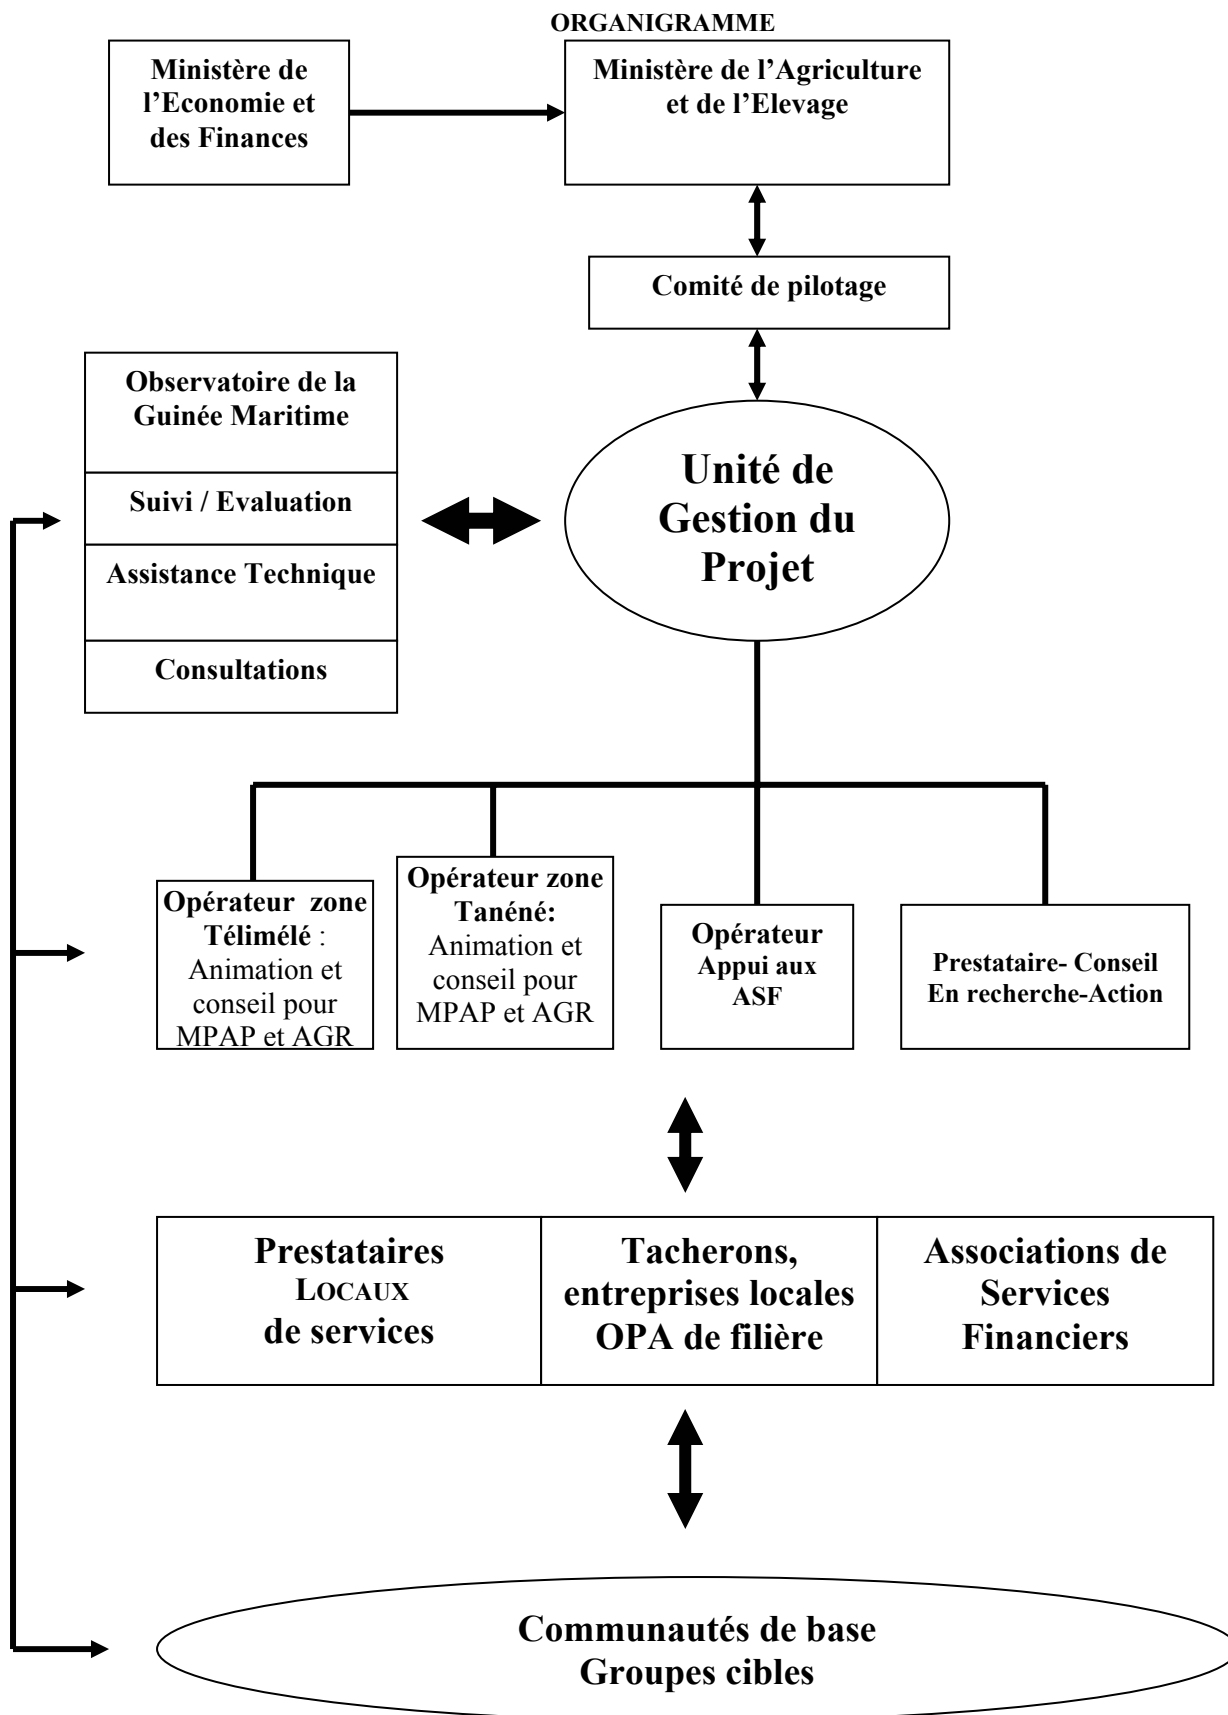 ORGANIGRAMME
Ministère de
l’Economie et
des Finances
Ministère de l’Agriculture
et de l’Elevage
Comité de pilotage
Observatoire de la
Guinée Maritime
Suivi / Evaluation
Assistance Technique
Consultations
Unité de
Gestion du
Projet
Opérateur zone
Télimélé :
Animation et
conseil pour
MPAP et AGR
Opérateur zone
Tanéné:
Animation et
conseil pour
MPAP et AGR
Opérateur
Appui aux
ASF
Prestataire- Conseil
En recherche-Action
Prestataires
LOCAUX
de services
Tacherons,
entreprises locales
OPA de filière
Associations de
Services
Financiers
Communautés de base
Groupes cibles